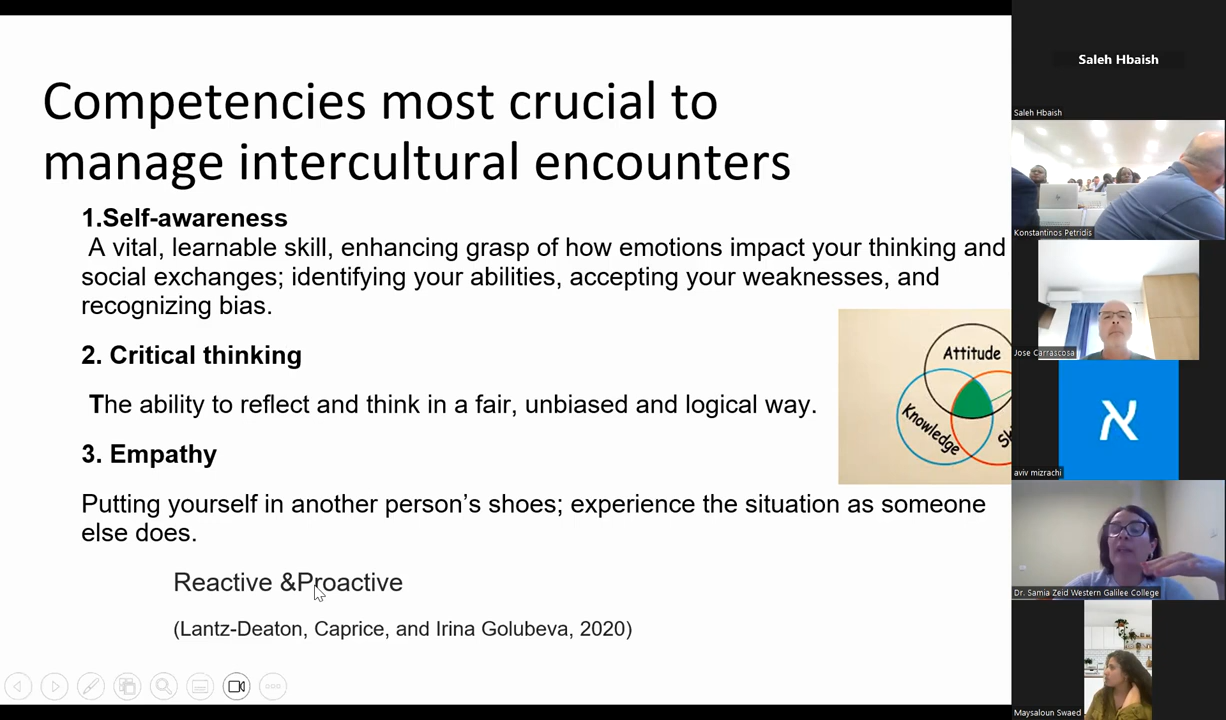 Competencies most crucial to
manage intercultural encounters
1.Self-awareness
A vital, learnable skill, enhancing grasp of how emotions impact your thinking and
social exchanges; identifying your abilities, accepting your weaknesses, and
recognizing bias.
2. Critical thinking
The ability to reflect and think in a fair, unbiased and logical way.
3. Empathy
Putting yourself in another person’s shoes; experience the situation as someone
else does.
Reactive &Proactive
(Lantz-Deaton, Caprice, and Irina Golubeva, 2020)
Attitude
Knowledge
Saleh Hbaish
Saleh Hbaish
Konstantinos Petridis
Jose Carrascosa
א
aviv mizrachi
Dr. Samia Zeid Western Galilee College
Maysaloun Swaed